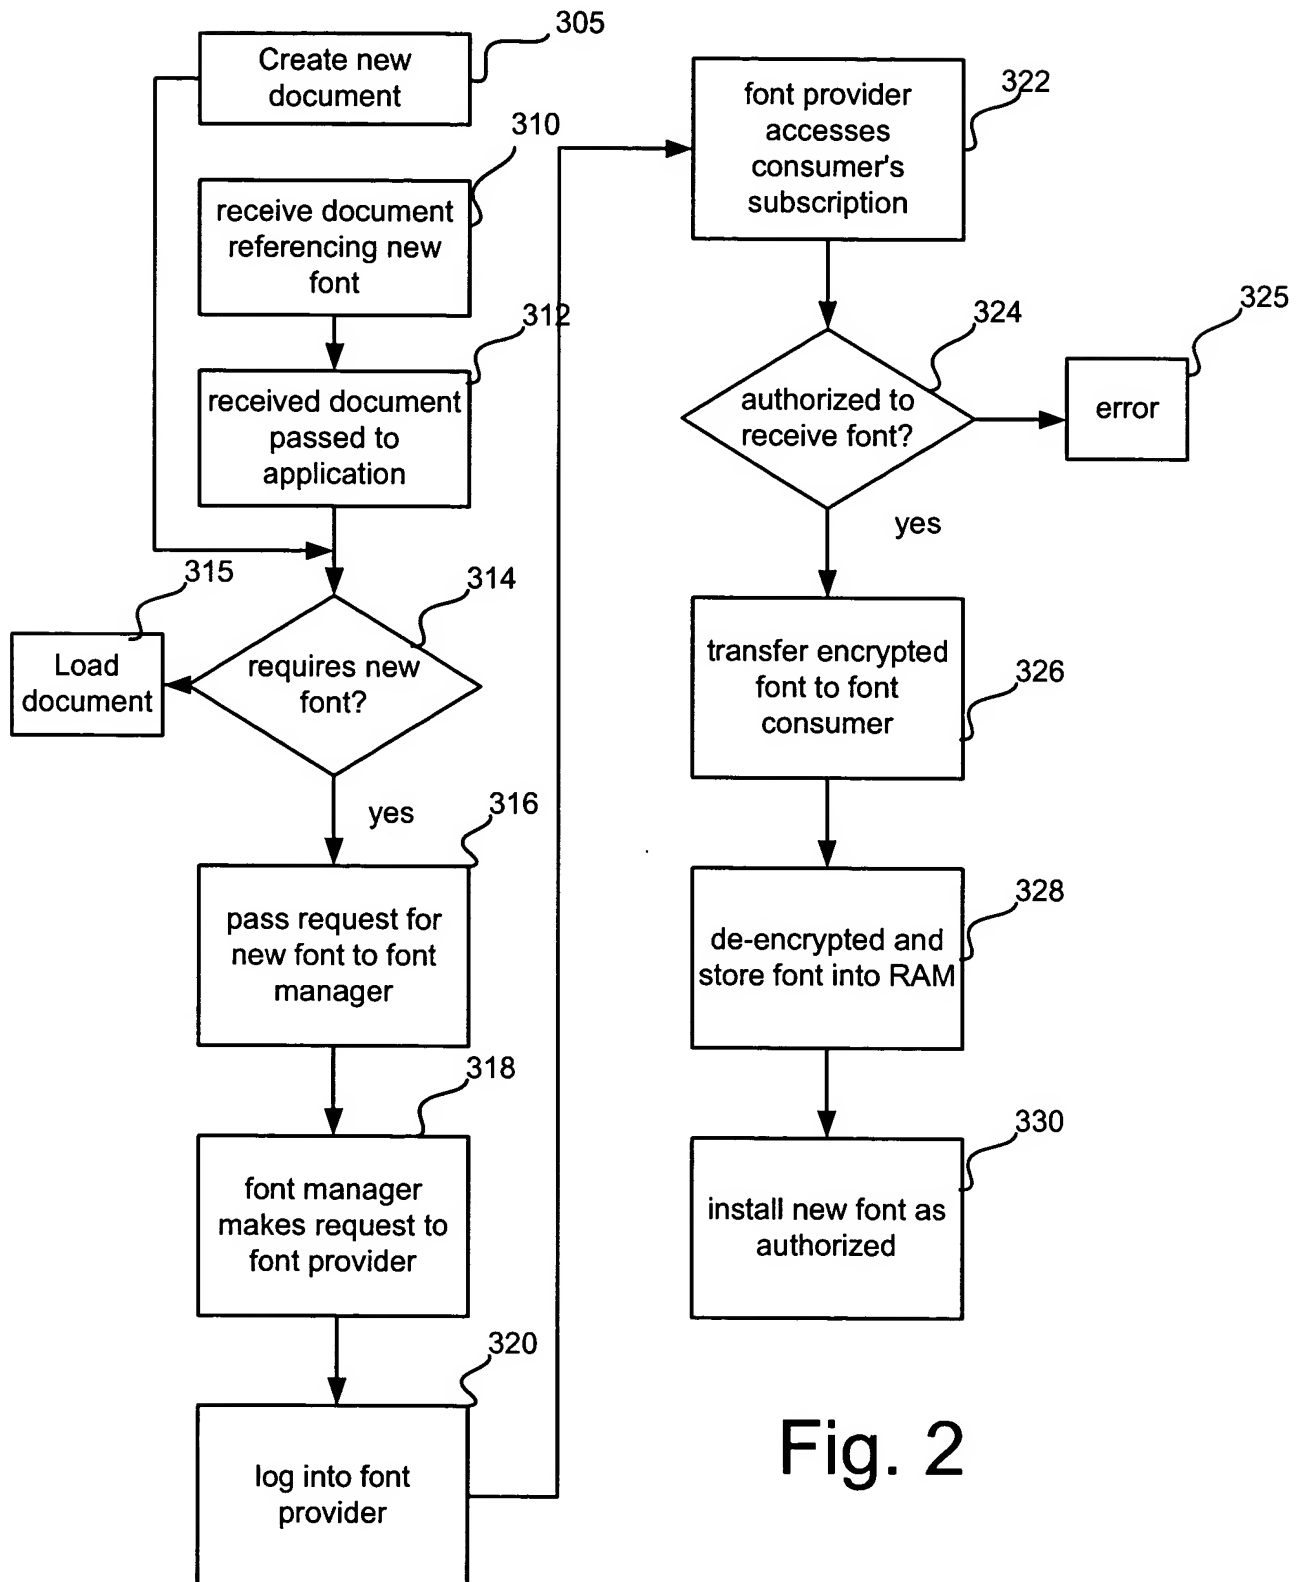 305
Create new
document
310
receive document
referencing new
font
312
received document
passed to
application
315
314
Load
document
requires new
font?
yes
316
pass request for
new font to font
manager
318
font manager
makes request to
font provider
320
log into font
provider
322
font provider
accesses
consumer's
subscription
324
325
authorized to
receive font?
error
yes
transfer encrypted
font to font
consumer
326
328
de-encrypted and
store font into RAM
330
install new font as
authorized
Fig. 2